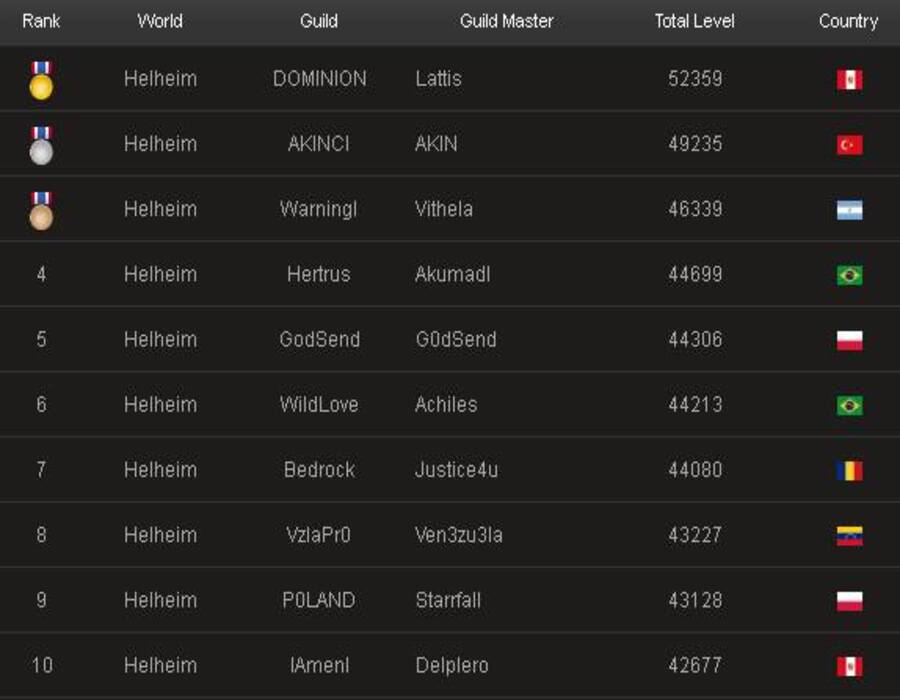 Rank World Guild Guild Master Total Level Country
Helheim DOMINION Lattis 52359
Helheim AKINCI AKIN 49235
Helheim WarningI Vithela 46339
4 Helheim Hertrus AkumadI 44699
5 Helheim GodSend G0dSend 44306
6 Helheim WildLove Achiles 44213
7 Helheim Bedrock Justice4u 44080
8 Helheim VzlaPr0 Ven3zu3la 43227
9 Helheim P0LAND Starrfall 43128
10 Helheim IAmenI Delplero 42677